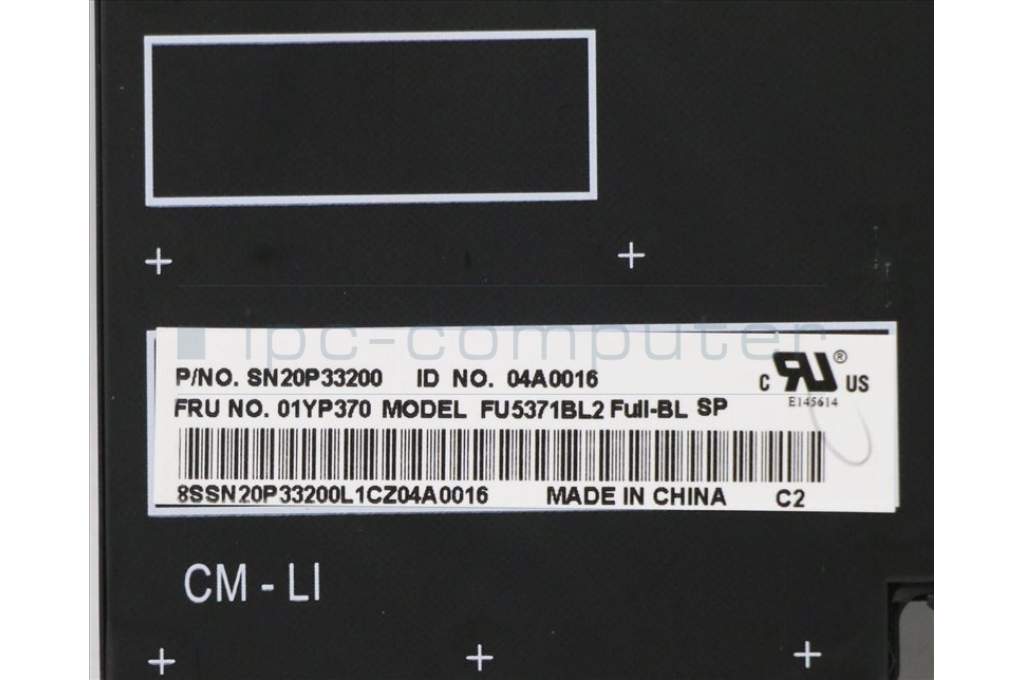 ipc-computer
P/NO. SN20P33200 ID NO. 04A0016
FRU NO. 01YP370 MODEL FU5371BL2 Full-BL SP
C RU ® US
E145614
8SSN20P33200L1CZ04A0016 MADE IN CHINA C2
CM - LI